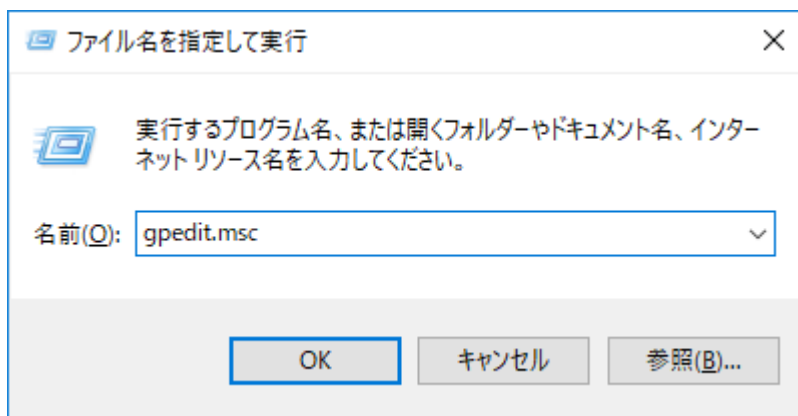 ファイル名を指定して実行
実行するプログラム名、または開くフォルダーやドキュメント名、インター
ネット リソース名を入力してください。
名前(O): gpedit.msc
OK キャンセル 参照(B)...